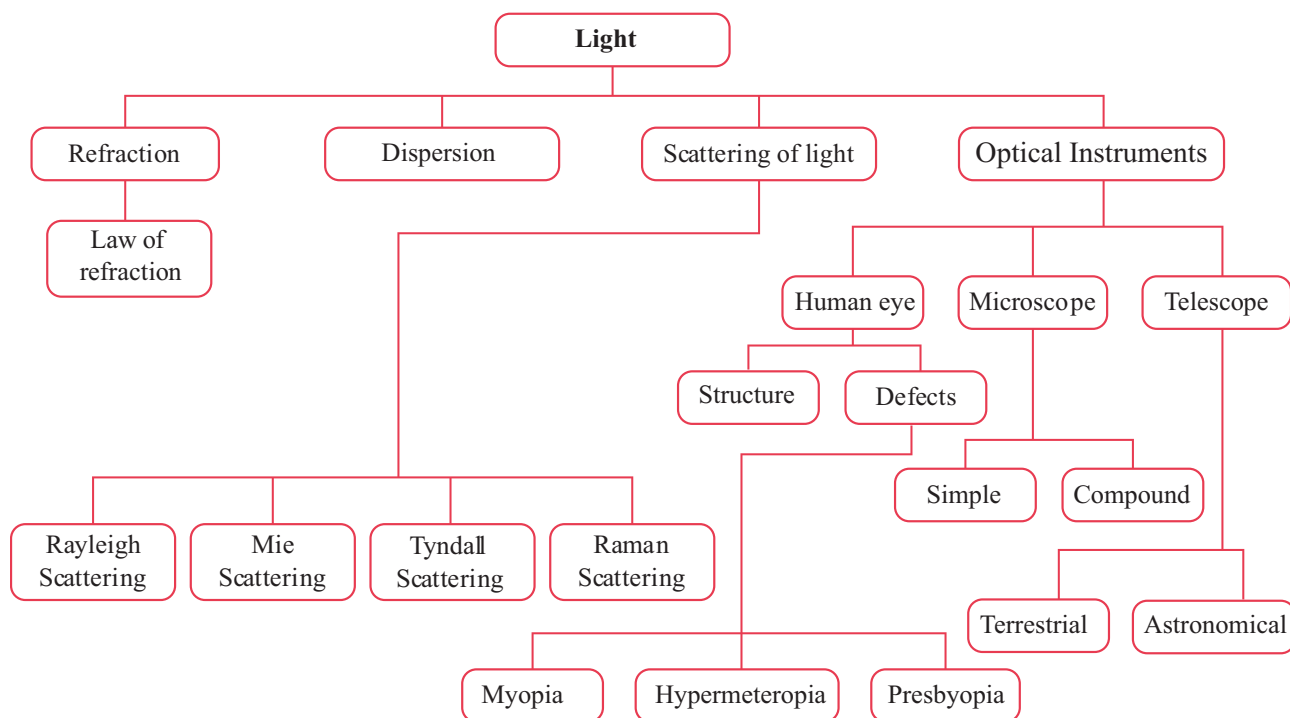 Light
Refraction
Dispersion
Scattering of light
Optical Instruments
Law of
refraction
Human eye
Microscope
Telescope
Structure
Defects
Simple
Compound
Rayleigh
Scattering
Mie
Scattering
Tyndall
Scattering
Raman
Scattering
Terrestrial
Astronomical
Myopia
Hypermeteropia
Presbyopia